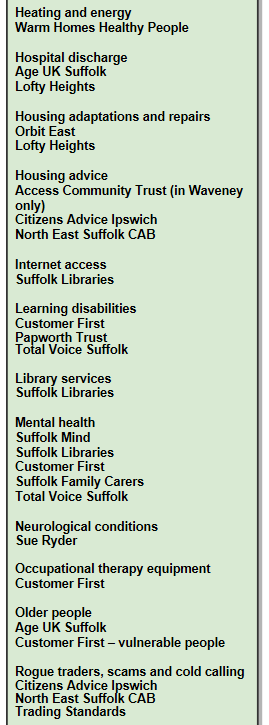 Heating and energy
Warm Homes Healthy People
Hospital discharge
Age UK Suffolk
Lofty Heights
Housing adaptations and repairs
Orbit East
Lofty Heights
Housing advice
Access Community Trust (in Waveney
only)
Citizens Advice Ipswich
North East Suffolk CAB
Internet access
Suffolk Libraries
Learning disabilities
Customer First
Papworth Trust
Total Voice Suffolk
Library services
Suffolk Libraries
Mental health
Suffolk Mind
Suffolk Libraries
Customer First
Suffolk Family Carers
Total Voice Suffolk
Neurological conditions
Sue Ryder
Occupational therapy equipment
Customer First
Older people
Age UK Suffolk
Customer First – vulnerable people
Rogue traders, scams and cold calling
Citizens Advice Ipswich
North East Suffolk CAB
Trading Standards